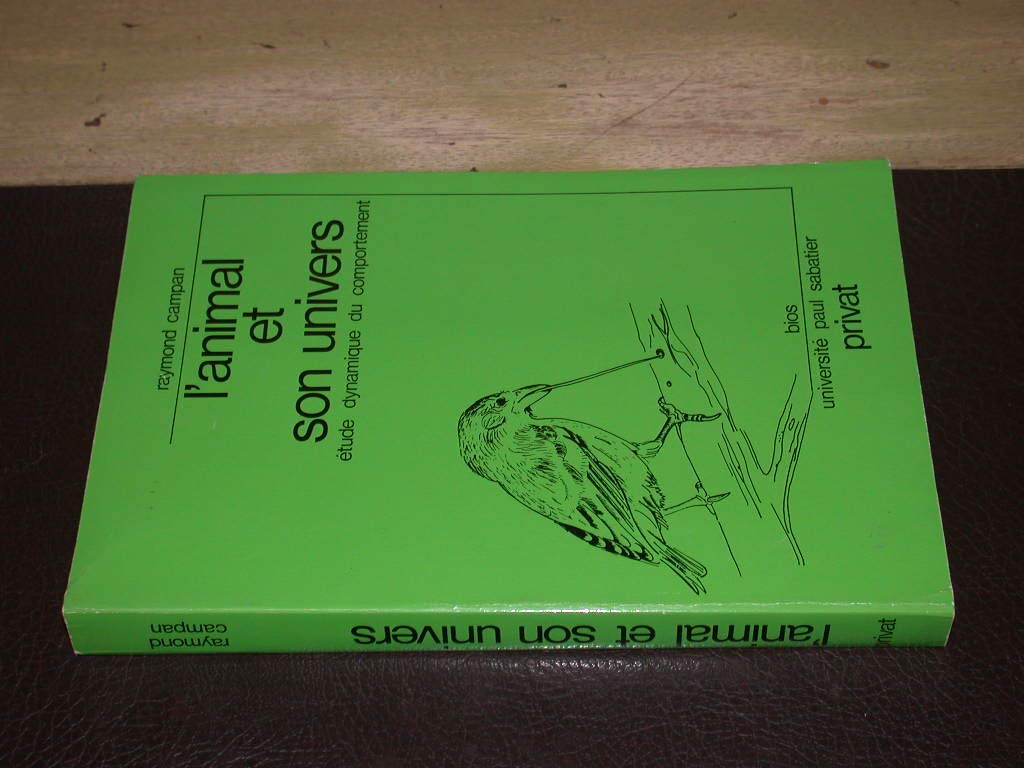 raymond campan
l'animal
et
son univers
étude dynamique du comportement
bios
université paul sabatier
privat
raymond
campan
l'animal et son univers
privat